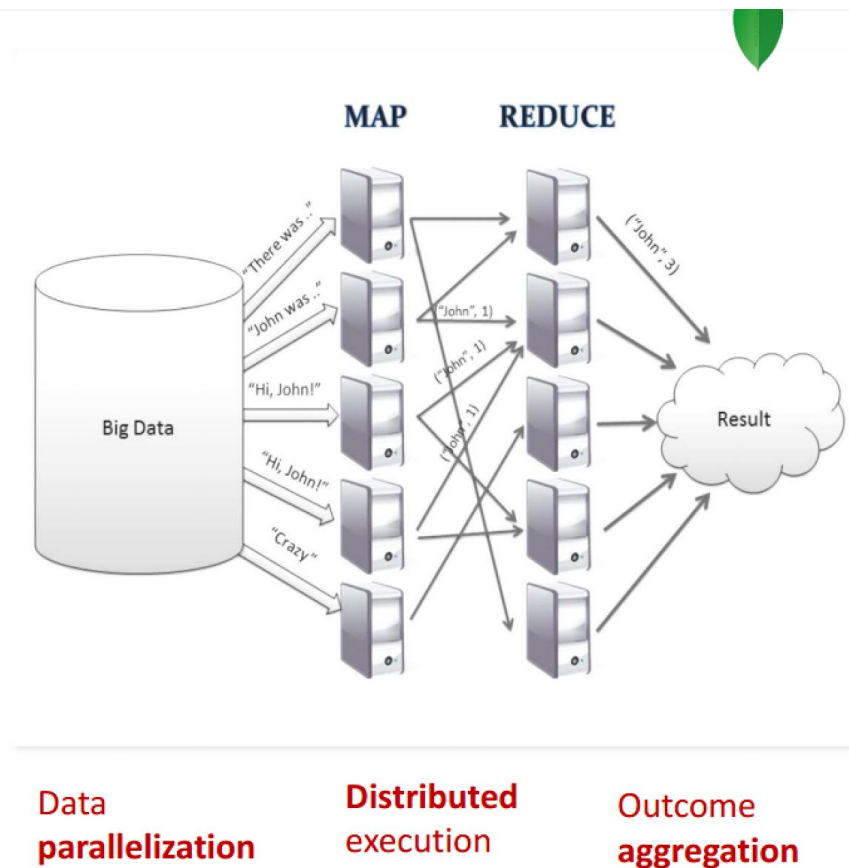 MAP
REDUCE
"There was .."
"John was .."
"Hi, John!"
"Hi, John!"
"Crazy"
Big Data
("John", 1)
("John", 1)
("John", 1)
("John", 3)
Result
Data
parallelization
Distributed
execution
Outcome
aggregation